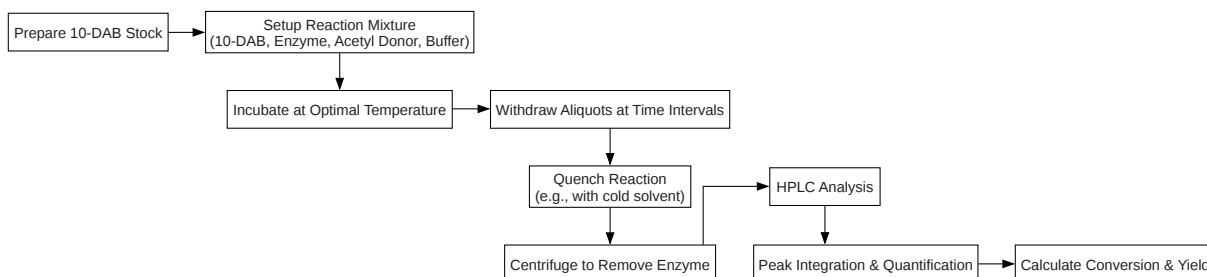 Prepare 10-DAB Stock
Setup Reaction Mixture
(10-DAB, Enzyme, Acetyl Donor, Buffer)
Incubate at Optimal Temperature
Withdraw Aliquots at Time Intervals
Quench Reaction
(e.g., with cold solvent)
Centrifuge to Remove Enzyme
HPLC Analysis
Peak Integration & Quantification
Calculate Conversion & Yield